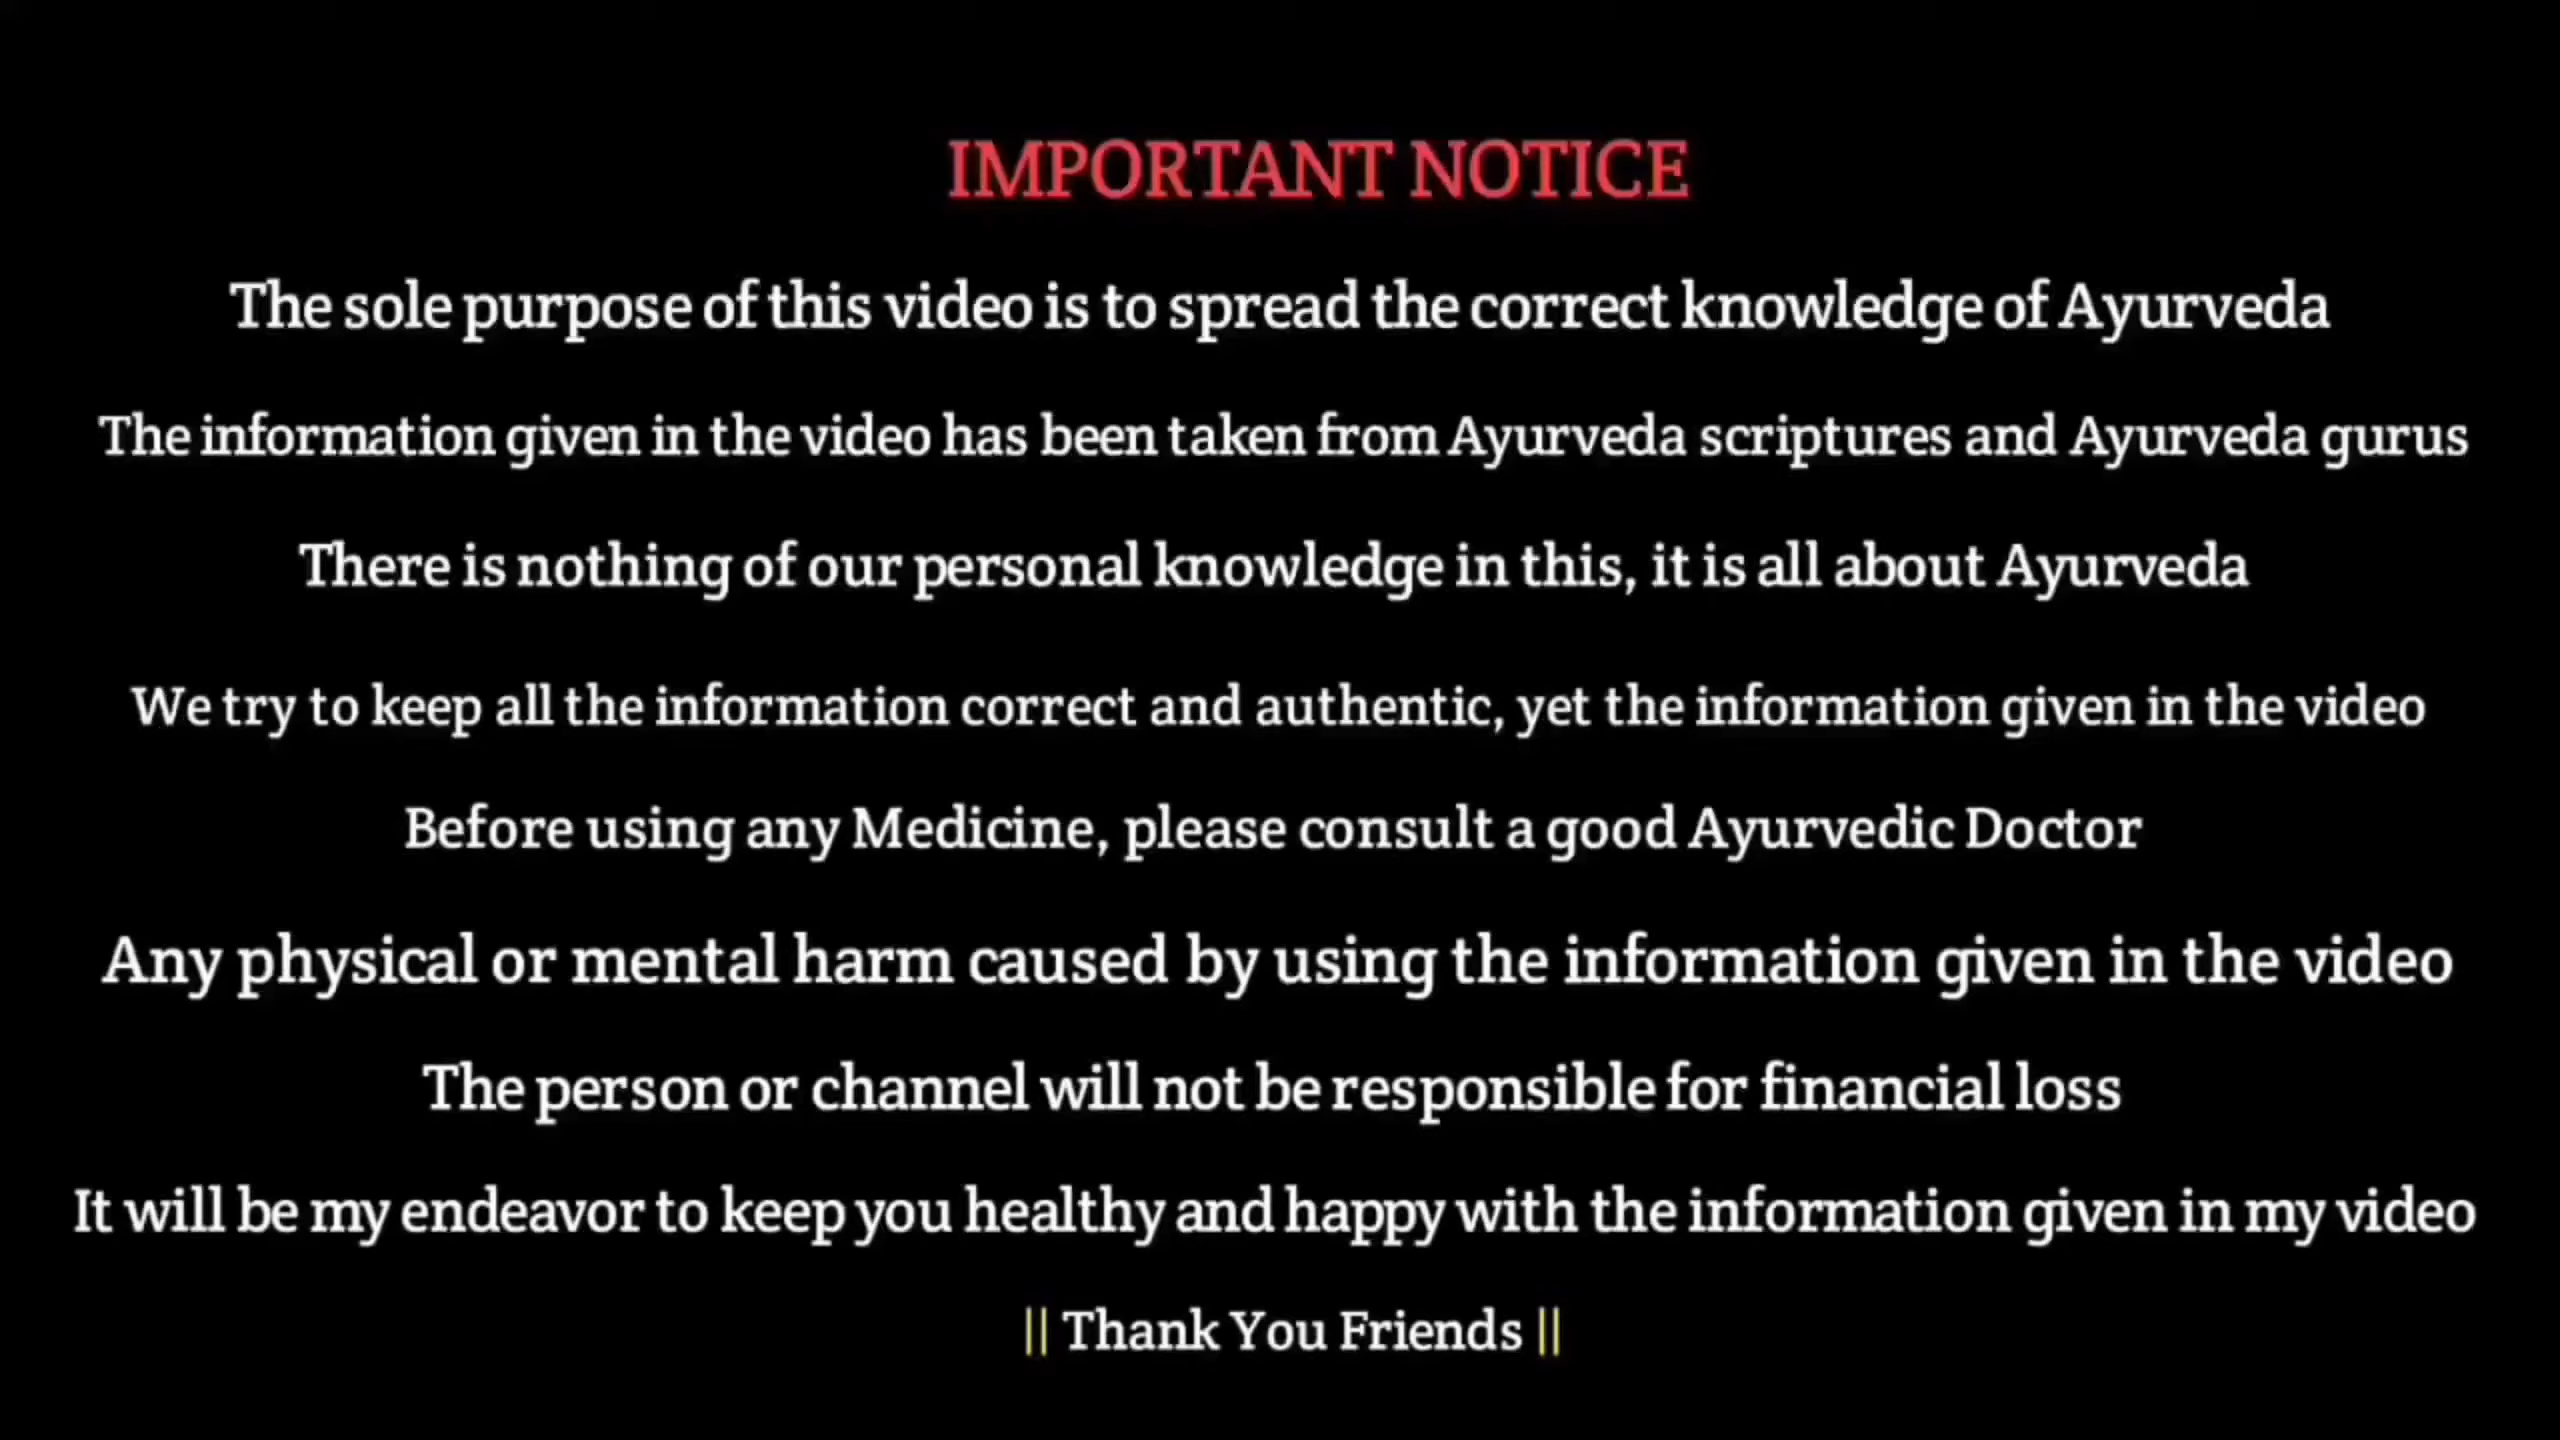 IMPORTANT NOTICE
The sole purpose of this video is to spread the correct knowledge of Ayurveda
The information given in the video has been taken from Ayurveda scriptures and Ayurveda gurus
There is nothing of our personal knowledge in this, it is all about Ayurveda
We try to keep all the information correct and authentic, yet the information given in the video
Before using any Medicine, please consult a good Ayurvedic Doctor
Any physical or mental harm caused by using the information given in the video
The person or channel will not be responsible for financial loss
It will be my endeavor to keep you healthy and happy with the information given in my video
|| Thank You Friends ||